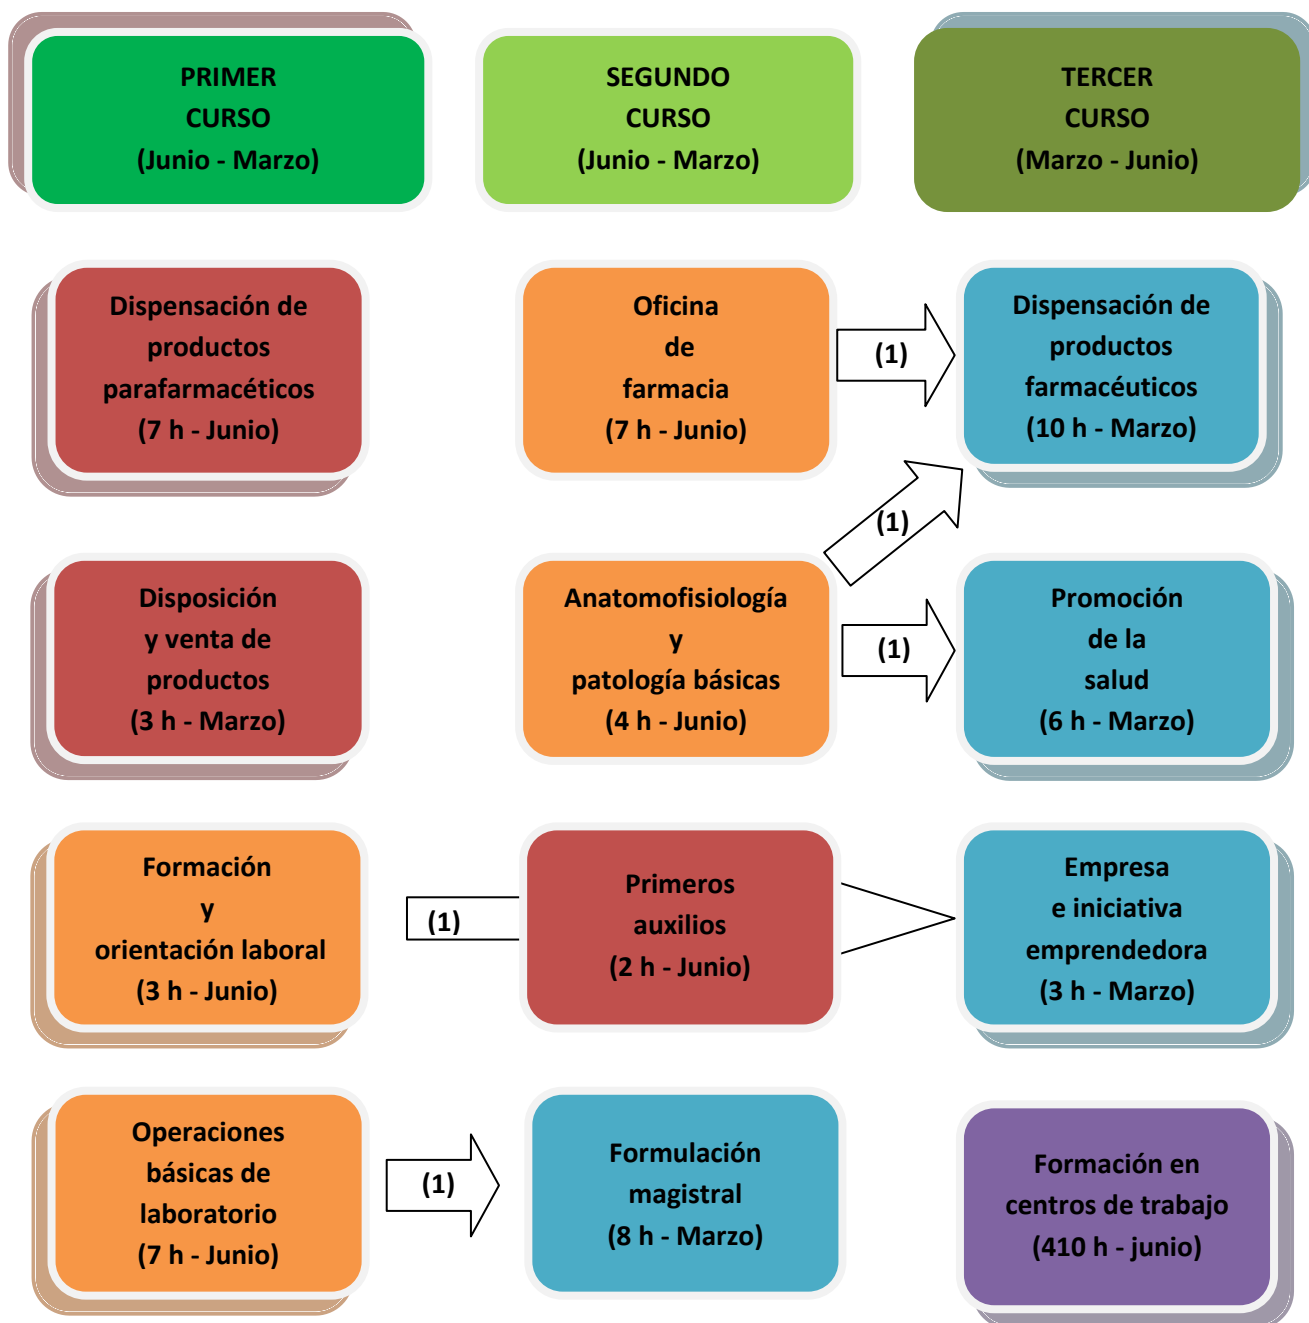 PRIMER
CURSO
(Junio - Marzo)
SEGUNDO
CURSO
(Junio - Marzo)
TERCER
CURSO
(Marzo - Junio)
Dispensación de
productos
parafarmacéticos
(7 h - Junio)
Oficina
de
farmacia
(7 h - Junio)
(1)
Dispensación de
productos
farmacéuticos
(10 h - Marzo)
(1)
Disposición
y venta de
productos
(3 h - Marzo)
Anatomofisiología
y
patología básicas
(4 h - Junio)
(1)
Promoción
de la
salud
(6 h - Marzo)
Formación
y
orientación laboral
(3 h - Junio)
(1)
Primeros
auxilios
(2 h - Junio)
Empresa
e iniciativa
emprendedora
(3 h - Marzo)
Operaciones
básicas de
laboratorio
(7 h - Junio)
(1)
Formulación
magistral
(8 h - Marzo)
Formación en
centros de trabajo
(410 h - junio)